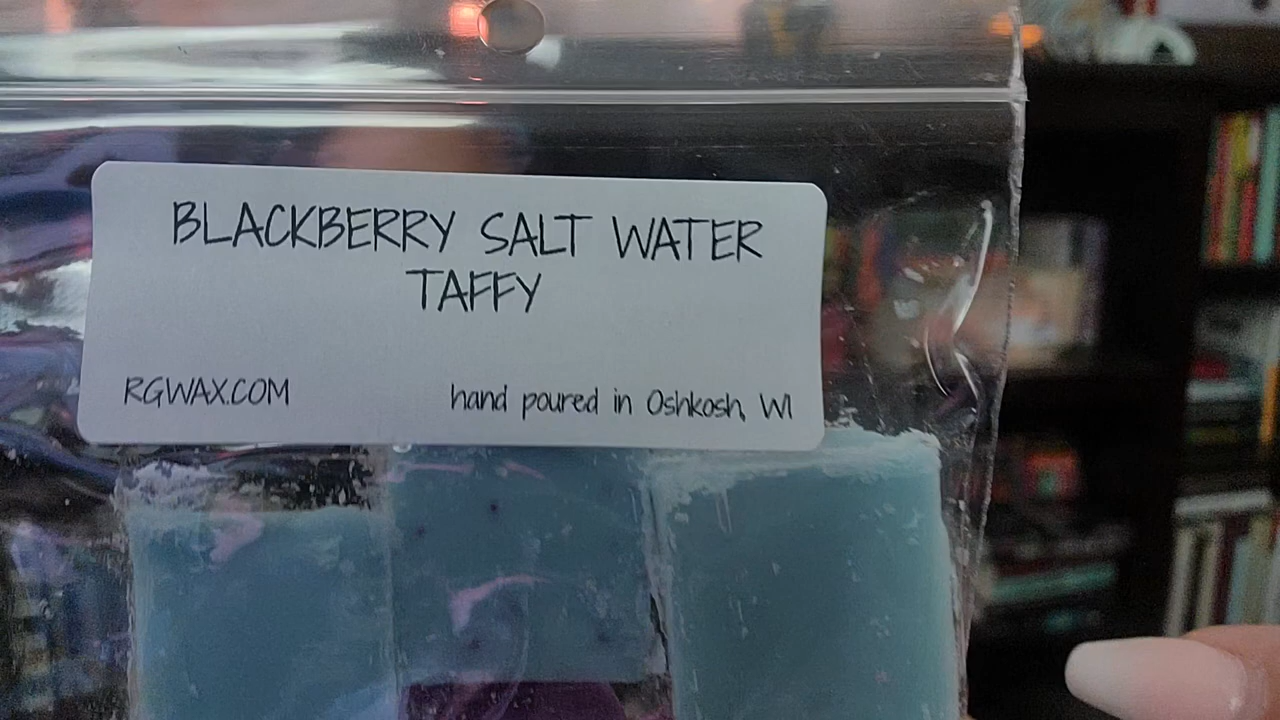 BLACKBERRY SALT WATER
TAFFY
RGWAX.COM
hand poured in Oshkosh, WI